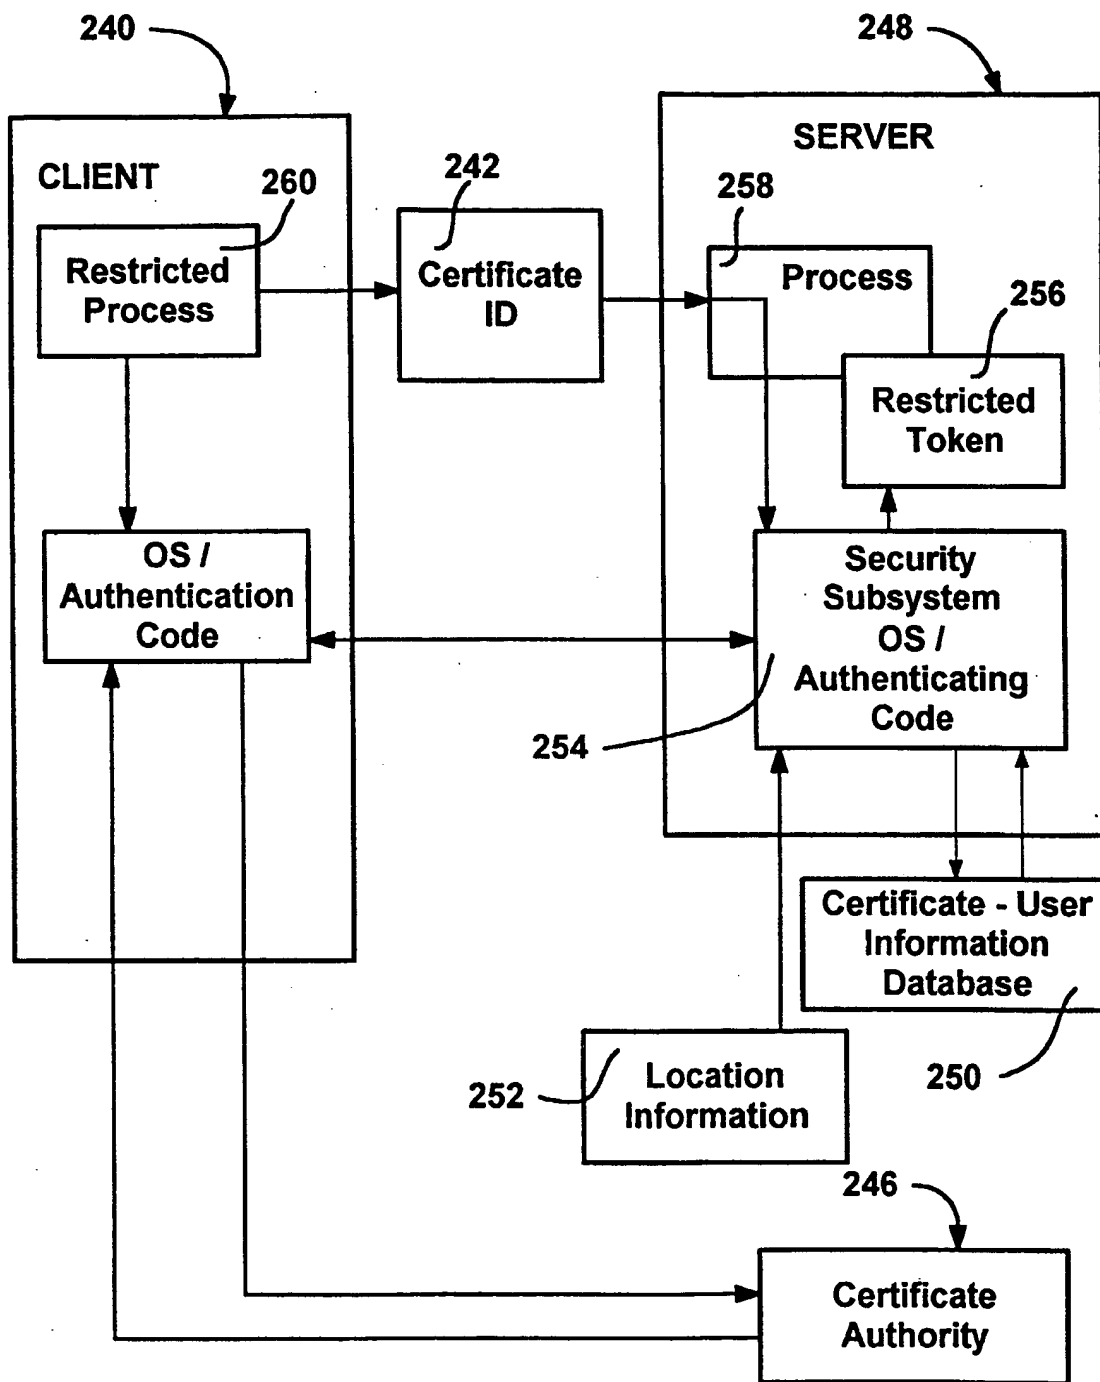 240
248
SERVER
CLIENT
260
242
258
Restricted
Process
Certificate
ID
Process
256
Restricted
Token
OS /
Authentication
Code
Security
Subsystem
OS /
Authenticating
Code
254
Certificate - User
Information
Database
250
252
Location
Information
246
Certificate
Authority